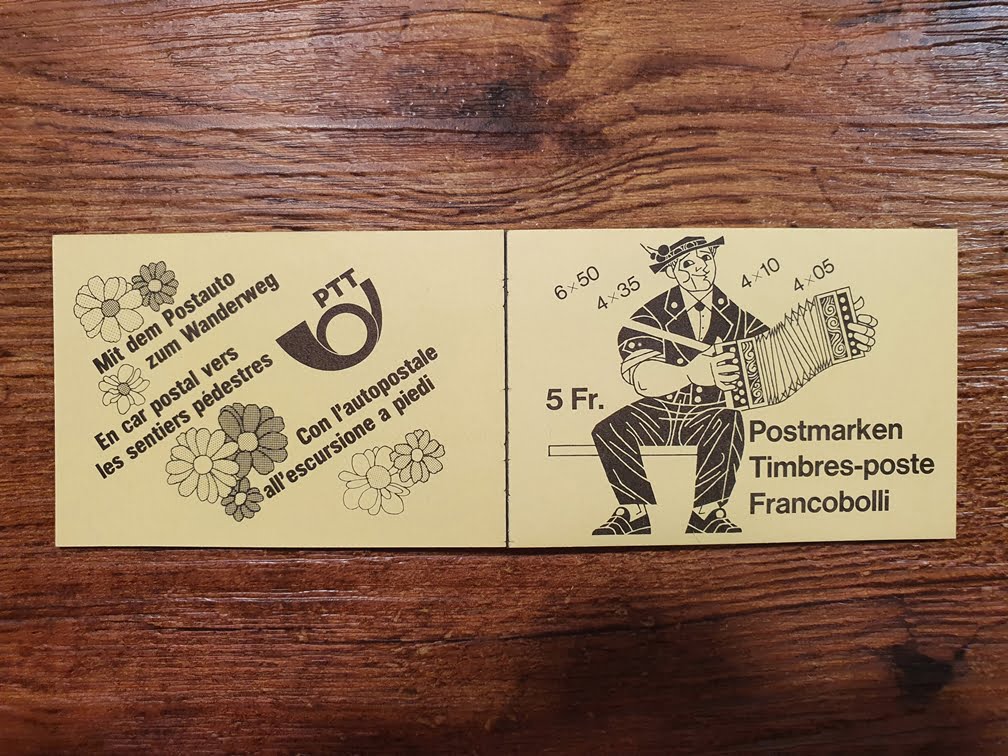 Mit dem Postauto
zum Wanderweg
En car postal vers
les sentiers pédestres
Con l'autopostale
all'escursione a piedi
PTT
6×50
4×35
4×10
4×05
5 Fr.
Postmarken
Timbres-poste
Francobolli